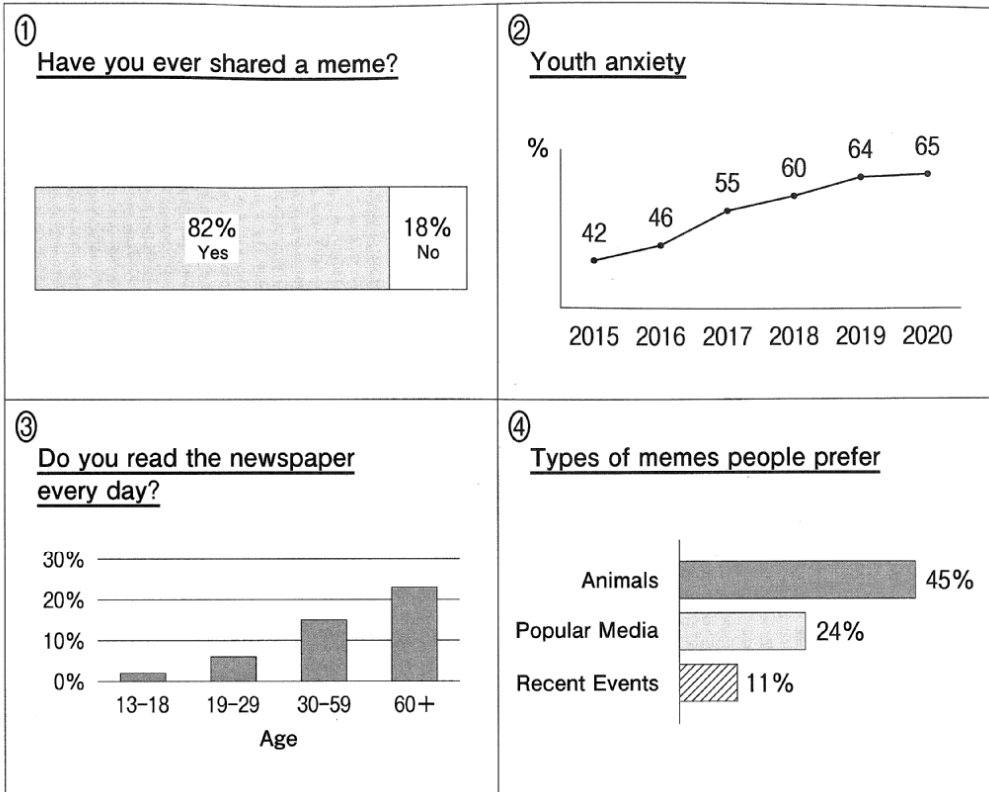 ①
Have you ever shared a meme?
82%
Yes
18%
No
②
Youth anxiety
%
42
46
55
60
64
65
2015 2016 2017 2018 2019 2020
③
Do you read the newspaper
every day?
30%
20%
10%
0%
13-18 19-29 30-59 60+
Age
④
Types of memes people prefer
Animals 45%
Popular Media 24%
Recent Events 11%